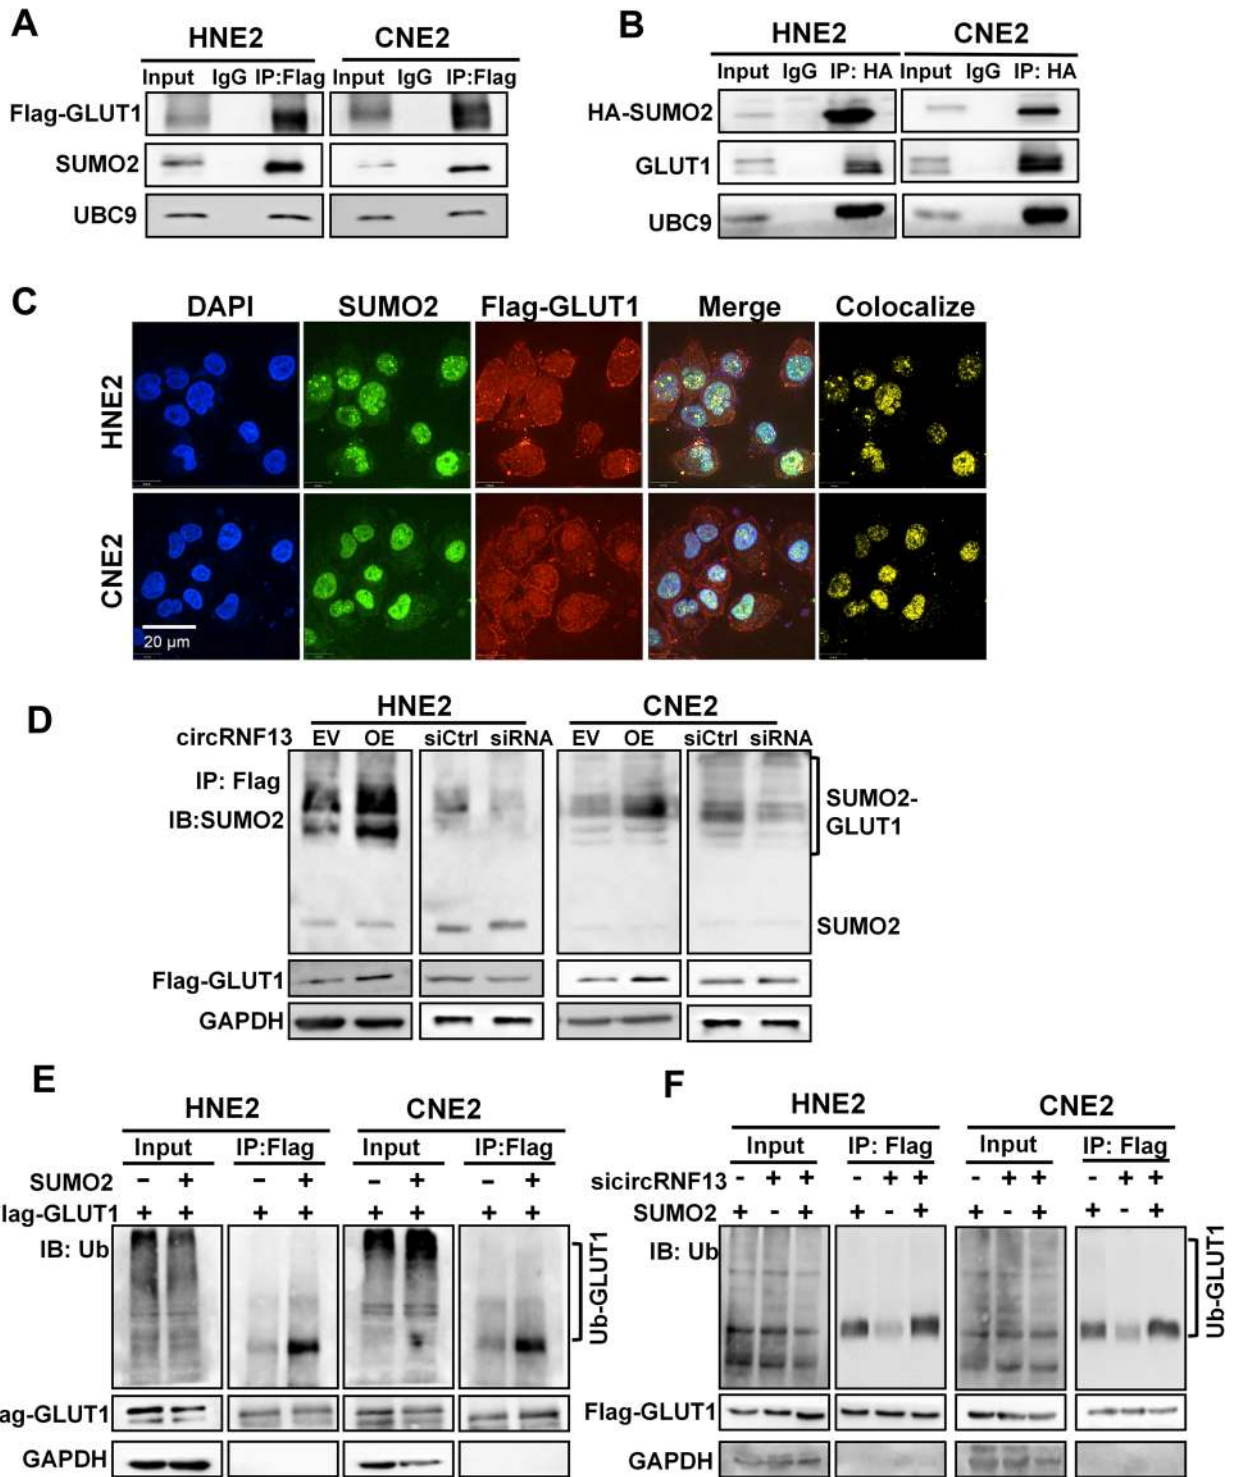 A
HNE2 CNE2
Input IgG IP:Flag Input IgG IP:Flag
Flag-GLUT1
SUMO2
UBC9
B
HNE2 CNE2
Input IgG IP: HA Input IgG IP: HA
HA-SUMO2
GLUT1
UBC9
C
DAPI SUMO2 Flag-GLUT1 Merge Colocalize
HNE2
CNE2
20 µm
D
HNE2 CNE2
circRNF13 EV OE siCtrl siRNA EV OE siCtrl siRNA
IP: Flag
IB:SUMO2
SUMO2-
GLUT1
SUMO2
Flag-GLUT1
GAPDH
E
HNE2 CNE2
Input IP:Flag Input IP:Flag
SUMO2 - + - + - + - +
lag-GLUT1 + + + + + + + +
IB: Ub
Ub-GLUT1
ag-GLUT1
GAPDH
F
HNE2 CNE2
Input IP: Flag Input IP: Flag
sicircRNF13 - + + - + + - + + - + +
SUMO2 + - + + - + + - + + - +
IB: Ub
Ub-GLUT1
Flag-GLUT1
GAPDH